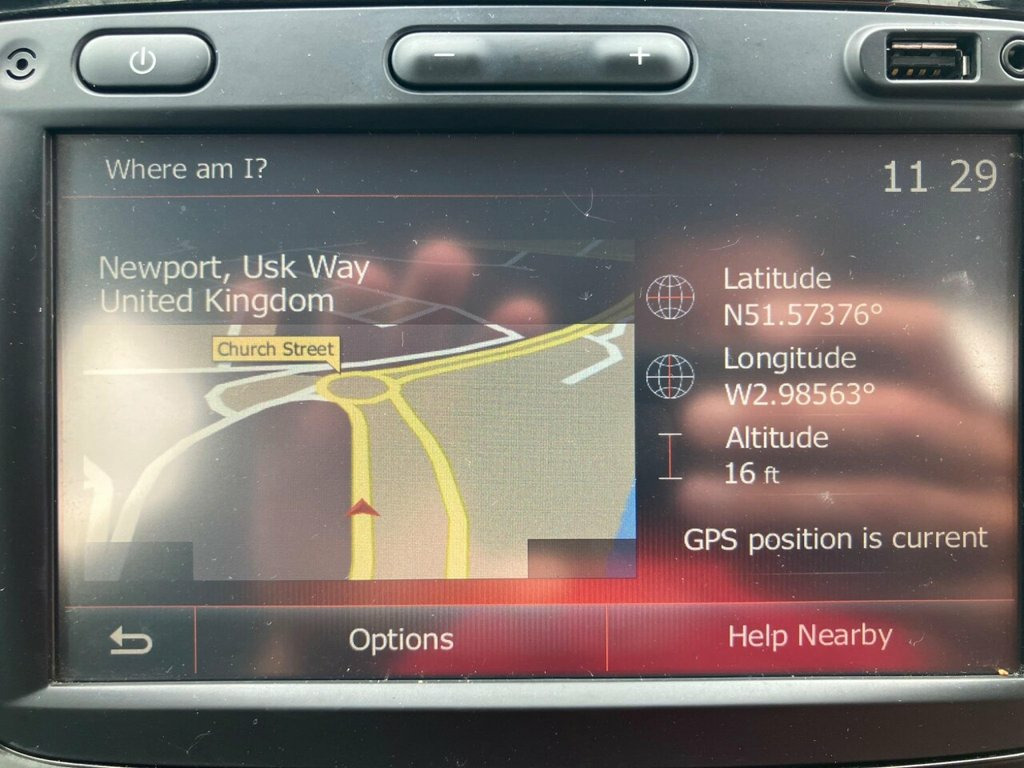 Where am I?
11 29
Newport, Usk Way
United Kingdom
Church Street
Latitude
N51.57376°
Longitude
W2.98563°
Altitude
16 ft
GPS position is current
Options
Help Nearby